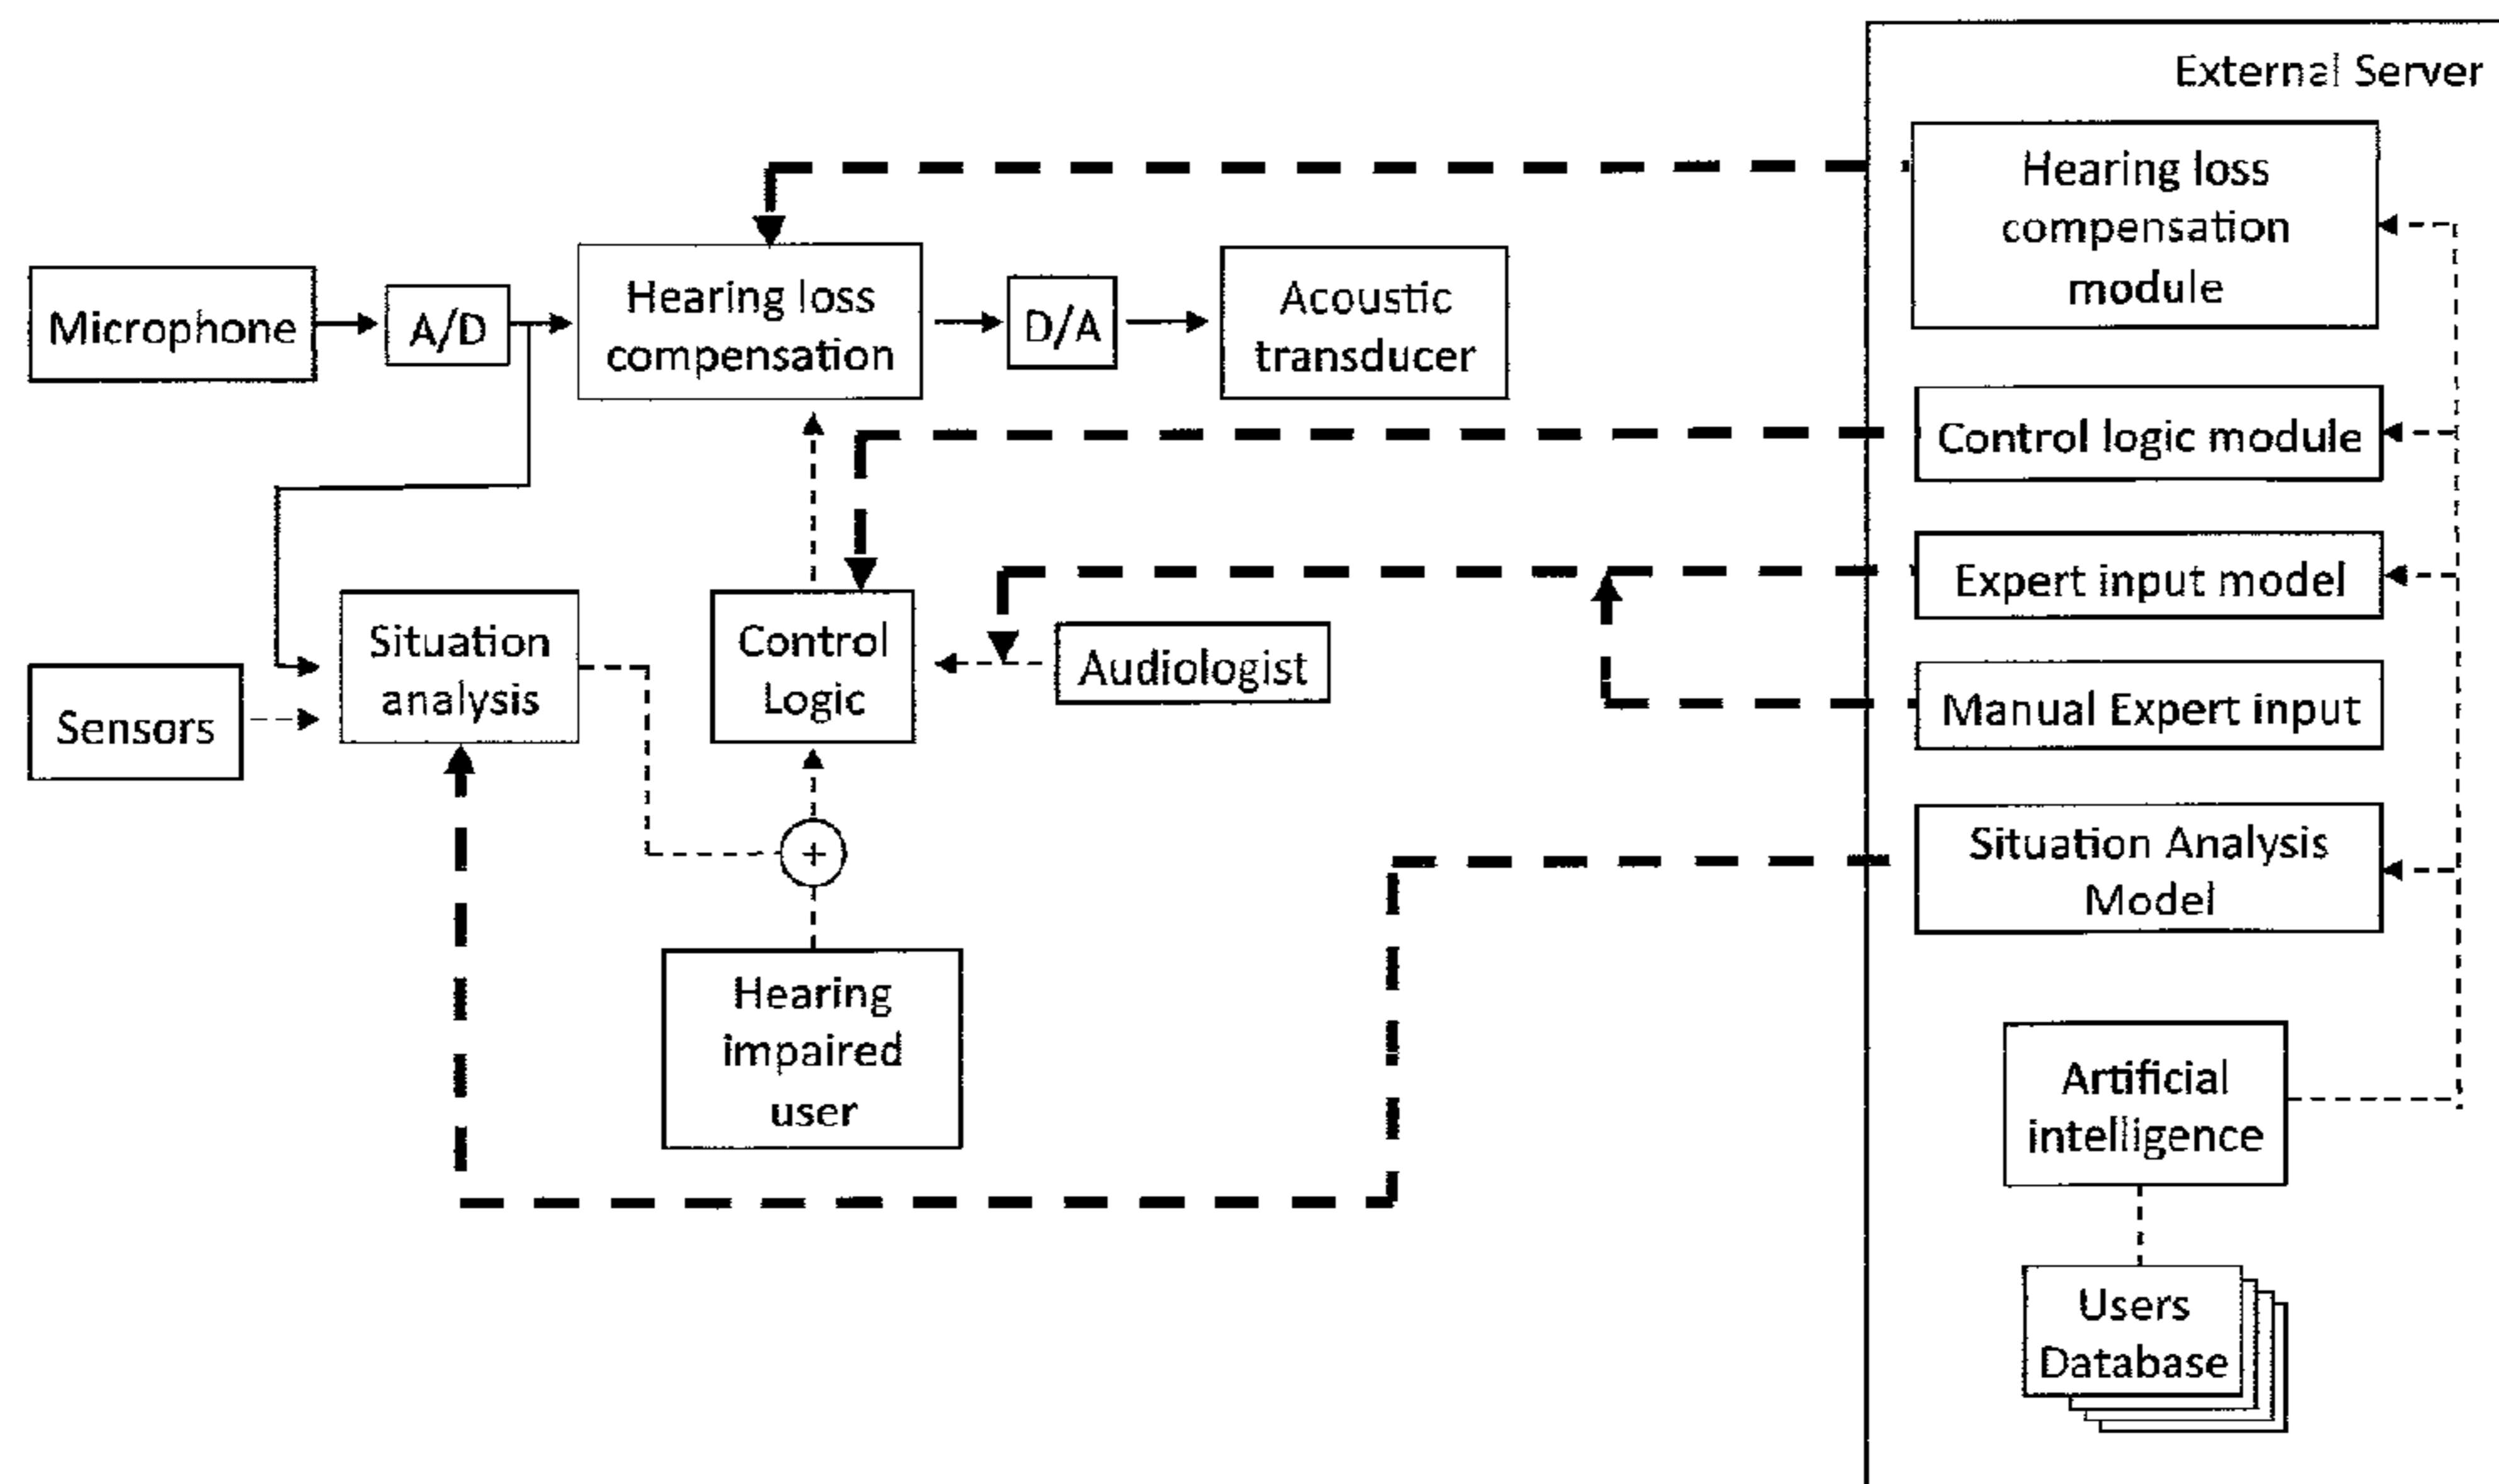 External Server
Hearing loss
compensation
module
Microphone
A/D
Hearing loss
compensation
D/A
Acoustic
transducer
Control logic module
Expert input model
Situation
analysis
Control
Logic
Audiologist
Sensors
Manual Expert input
Situation Analysis
Model
+
Hearing
impaired
user
Artificial
intelligence
Users
Database